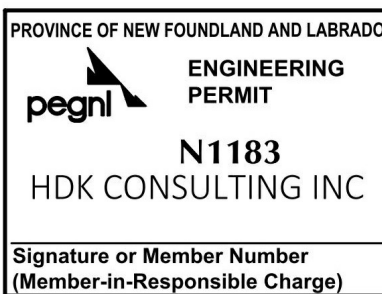 PROVINCE OF NEW FOUNDLAND AND LABRADO
pegnl
ENGINEERING
PERMIT
N1183
HDK CONSULTING INC
Signature or Member Number
(Member-in-Responsible Charge)